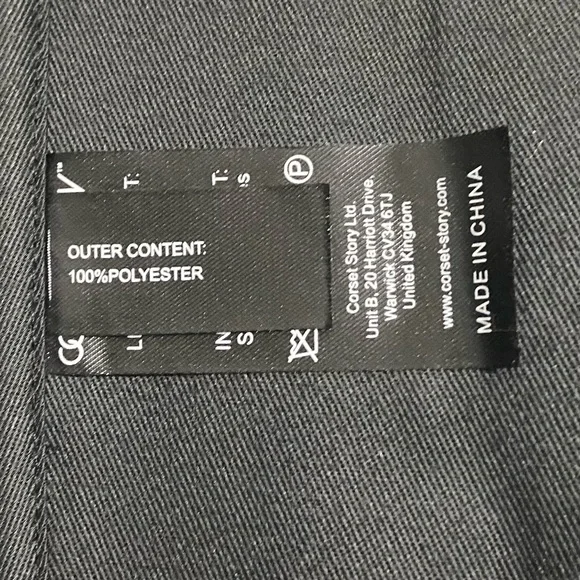 OUTER CONTENT:
100%POLYESTER
Corset Story Ltd.
Unit B, 20 Harriott Drive.
Warwick CV34 6TJ
United Kingdom
www.corset-story.com
MADE IN CHINA